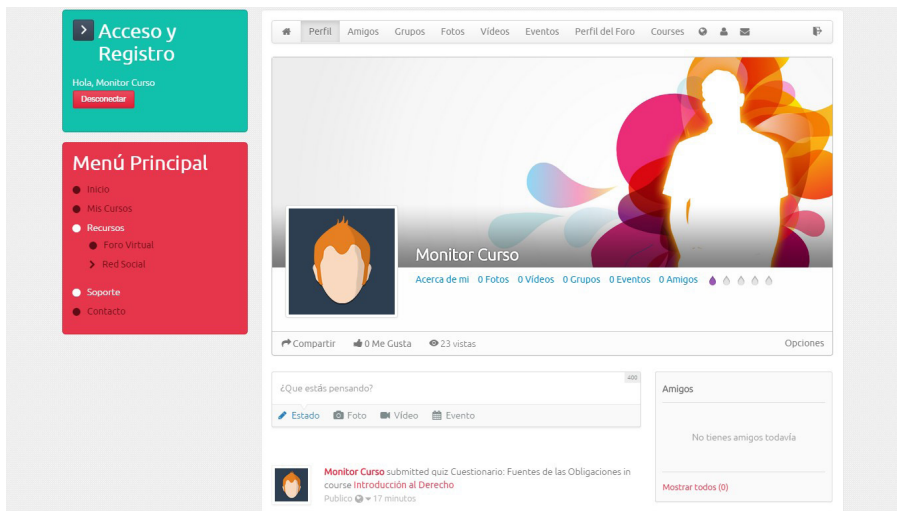 Acceso y
Registro
Hola, Monitor Curso
Desconectar
Menú Principal
Inicio
Mis Cursos
Recursos
Foro Virtual
Red Social
Soporte
Contacto
Perfil Amigos Grupos Fotos Vídeos Eventos Perfil del Foro Courses
Monitor Curso
Acerca de mi 0 Fotos 0 Vídeos 0 Grupos 0 Eventos 0 Amigos
Compartir 0 Me Gusta 23 vistas Opciones
400
¿Que estás pensando?
Estado Foto Vídeo Evento
Monitor Curso submitted quiz Cuestionario: Fuentes de las Obligaciones in
course Introducción al Derecho
Publico 17 minutos
Amigos
No tienes amigos todavía
Mostrar todos (0)